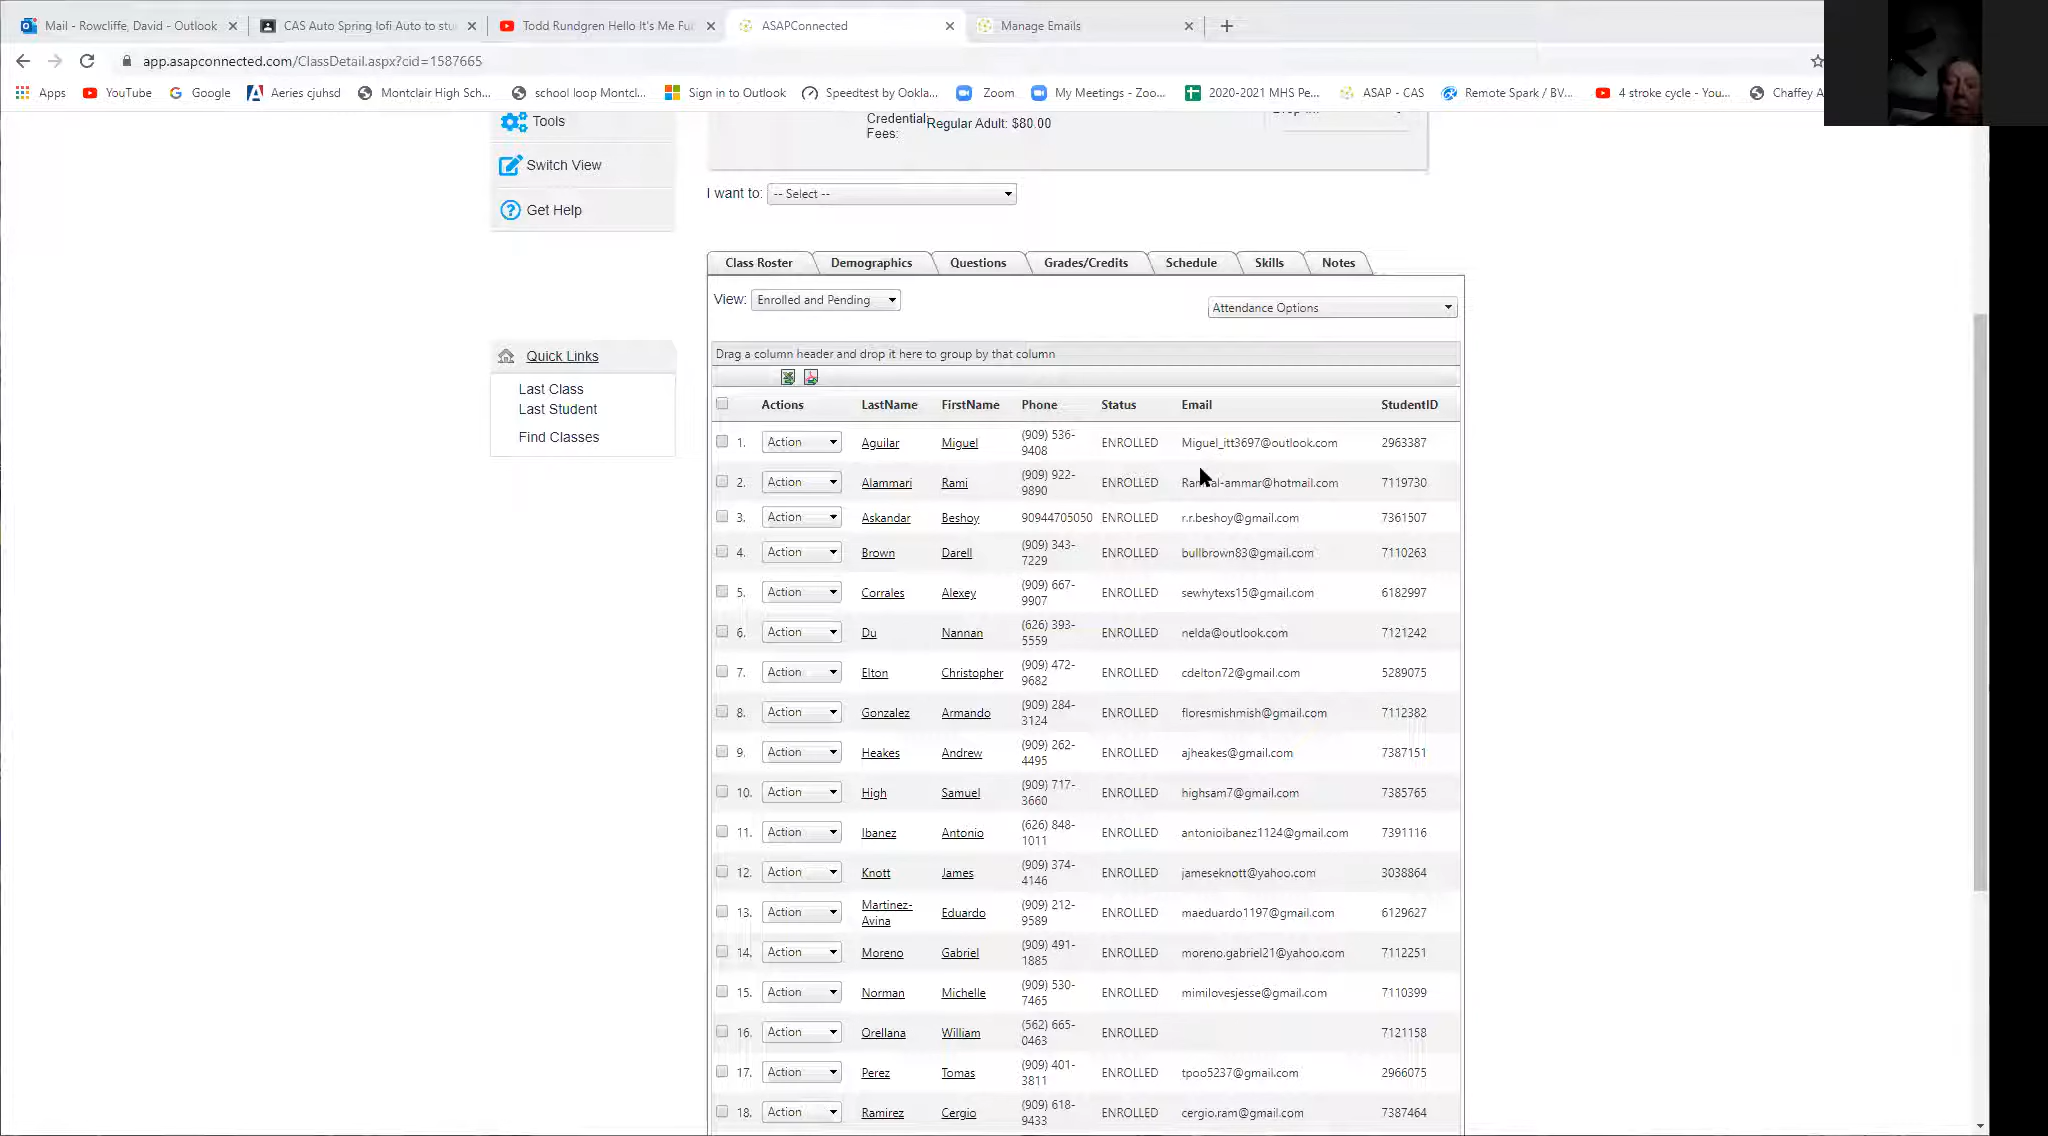 Mail - Rowcliffe, David - Outlook
CAS Auto Spring Iofi Auto to stu
Todd Rundgren Hello It's Me Fu
ASAPConnected
Manage Emails
app.asapconnected.com/ClassDetail.aspx?cid=1587665
Apps YouTube Google Aeries cjuhsd Montclair High Sch... school loop Montcl... Sign in to Outlook Speedtest by Ookla... Zoom My Meetings - Zoo... 2020-2021 MHS Pe... ASAP - CAS Remote Spark / BV... 4 stroke cycle - You... Chaffey A
Tools
Switch View
Get Help
Credential Fees: Regular Adult: $80.00
I want to: -- Select --
Class Roster Demographics Questions Grades/Credits Schedule Skills Notes
View: Enrolled and Pending
Attendance Options
Quick Links
Last Class
Last Student
Find Classes
Drag a column header and drop it here to group by that column
Actions LastName FirstName Phone Status Email StudentID
1. Action Aguilar Miguel (909) 536-9408 ENROLLED Miguel_itt3697@outlook.com 2963387
2. Action Alammari Rami (909) 922-9890 ENROLLED al-ammar@hotmail.com 7119730
3. Action Askandar Beshoy 90944705050 ENROLLED r.r.beshoy@gmail.com 7361507
4. Action Brown Darell (909) 343-7229 ENROLLED bullbrown83@gmail.com 7110263
5. Action Corrales Alexey (909) 667-9907 ENROLLED sewhytexs15@gmail.com 6182997
6. Action Du Nannan (626) 393-5559 ENROLLED nelda@outlook.com 7121242
7. Action Elton Christopher (909) 472-9682 ENROLLED cdelton72@gmail.com 5289075
8. Action Gonzalez Armando (909) 284-3124 ENROLLED floresmishmish@gmail.com 7112382
9. Action Heakes Andrew (909) 262-4495 ENROLLED ajheakes@gmail.com 7387151
10. Action High Samuel (909) 717-3660 ENROLLED highsam7@gmail.com 7385765
11. Action Ibanez Antonio (626) 848-1011 ENROLLED antonioibanez1124@gmail.com 7391116
12. Action Knott James (909) 374-4146 ENROLLED jameseknott@yahoo.com 3038864
13. Action Martinez-Avina Eduardo (909) 212-9589 ENROLLED maeduardo1197@gmail.com 6129627
14. Action Moreno Gabriel (909) 491-1885 ENROLLED moreno.gabriel21@yahoo.com 7112251
15. Action Norman Michelle (909) 530-7465 ENROLLED mimilovesjesse@gmail.com 7110399
16. Action Orellana William (562) 665-0463 ENROLLED 7121158
17. Action Perez Tomas (909) 401-3811 ENROLLED tpoo5237@gmail.com 2966075
18. Action Ramirez Cergio (909) 618-9433 ENROLLED cergio.ram@gmail.com 7387464